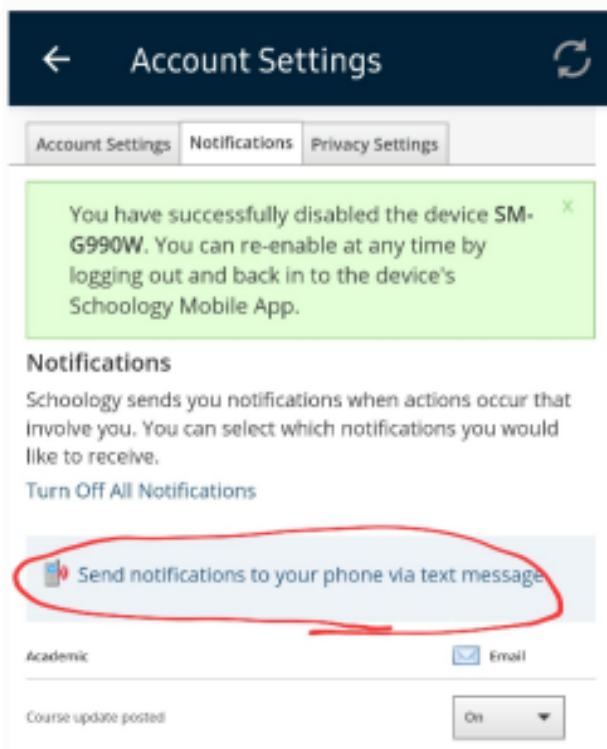 Account Settings
Account Settings Notifications Privacy Settings
You have successfully disabled the device SM-
G990W. You can re-enable at any time by
logging out and back in to the device's
Schoology Mobile App.
x
Notifications
Schoology sends you notifications when actions occur that
involve you. You can select which notifications you would
like to receive.
Turn Off All Notifications
Send notifications to your phone via text message
Academic Email
Course update posted On